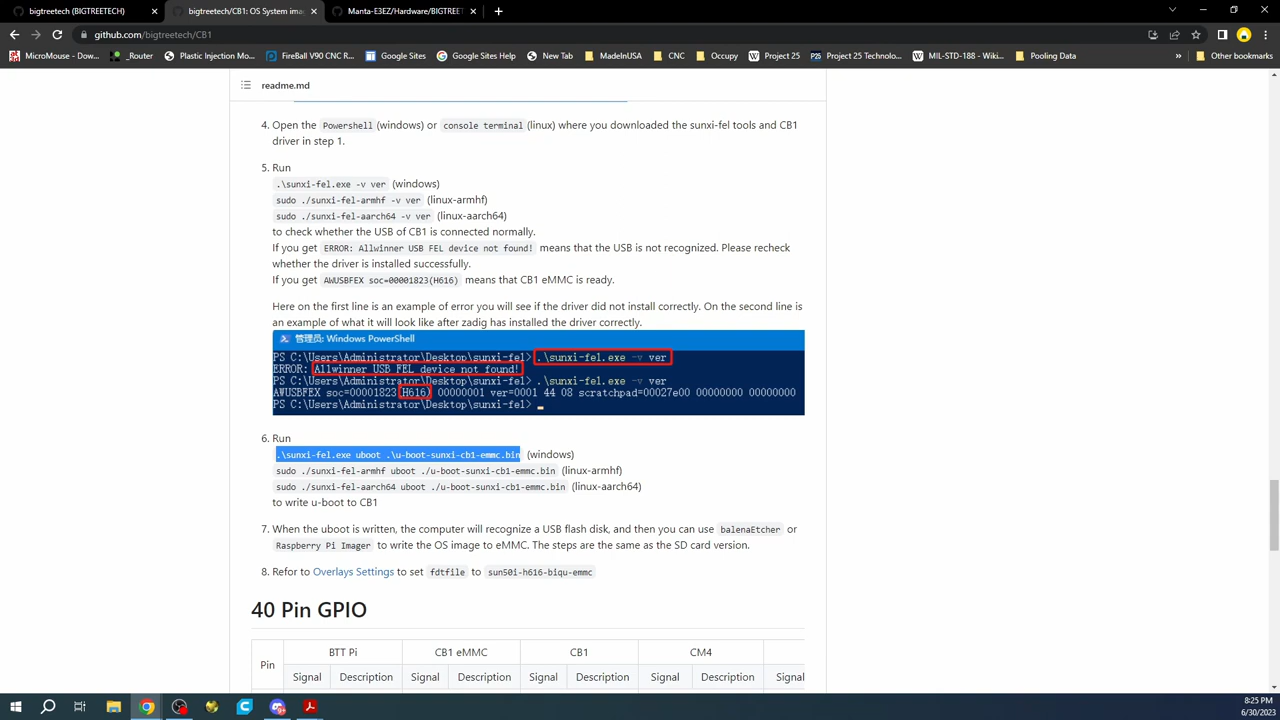 bigtreetech (BIGTREETECH)
bigtreetech/CB1: OS System imag
Manta-E3EZ/Hardware/BIGTREET
github.com/bigtreetech/CB1
MicroMouse - Dow...
_Router
Plastic Injection Mo...
FireBall V90 CNC R...
Google Sites
Google Sites Help
New Tab
MadeInUSA
CNC
Occupy
Project 25
Project 25 Technolo...
MIL-STD-188 - Wiki...
Pooling Data
»
Other bookmarks
readme.md
4. Open the Powershell (windows) or console terminal (linux) where you downloaded the sunxi-fel tools and CB1
driver in step 1.
5. Run
.\sunxi-fel.exe -v ver (windows)
sudo ./sunxi-fel-armhf -v ver (linux-armhf)
sudo ./sunxi-fel-aarch64 -v ver (linux-aarch64)
to check whether the USB of CB1 is connected normally.
If you get ERROR: Allwinner USB FEL device not found! means that the USB is not recognized. Please recheck
whether the driver is installed successfully.
If you get AWUSBFEX soc=00001823(H616) means that CB1 eMMC is ready.
Here on the first line is an example of error you will see if the driver did not install correctly. On the second line is
an example of what it will look like after zadig has installed the driver correctly.
管理员: Windows PowerShell
PS C:\Users\Administrator\Desktop\sunxi-fel> .\sunxi-fel.exe -v ver
ERROR: Allwinner USB FEL device not found!
PS C:\Users\Administrator\Desktop\sunxi-fel> .\sunxi-fel.exe -v ver
AWUSBFEX soc=00001823(H616) 00000001 ver=0001 44 08 scratchpad=00027e00 00000000 00000000
PS C:\Users\Administrator\Desktop\sunxi-fel>
6. Run
.\sunxi-fel.exe uboot .\u-boot-sunxi-cb1-emmc.bin (windows)
sudo ./sunxi-fel-armhf uboot ./u-boot-sunxi-cb1-emmc.bin (linux-armhf)
sudo ./sunxi-fel-aarch64 uboot ./u-boot-sunxi-cb1-emmc.bin (linux-aarch64)
to write u-boot to CB1
7. When the uboot is written, the computer will recognize a USB flash disk, and then you can use balenaEtcher or
Raspberry Pi Imager to write the OS image to eMMC. The steps are the same as the SD card version.
8. Refor to Overlays Settings to set fdtfile to sun50i-h616-biqu-emmc
40 Pin GPIO
Pin
BTT Pi
CB1 eMMC
CB1
CM4
Signal
Description
Signal
Description
Signal
Description
Signal
Description
Signal
8:25 PM
6/30/2023